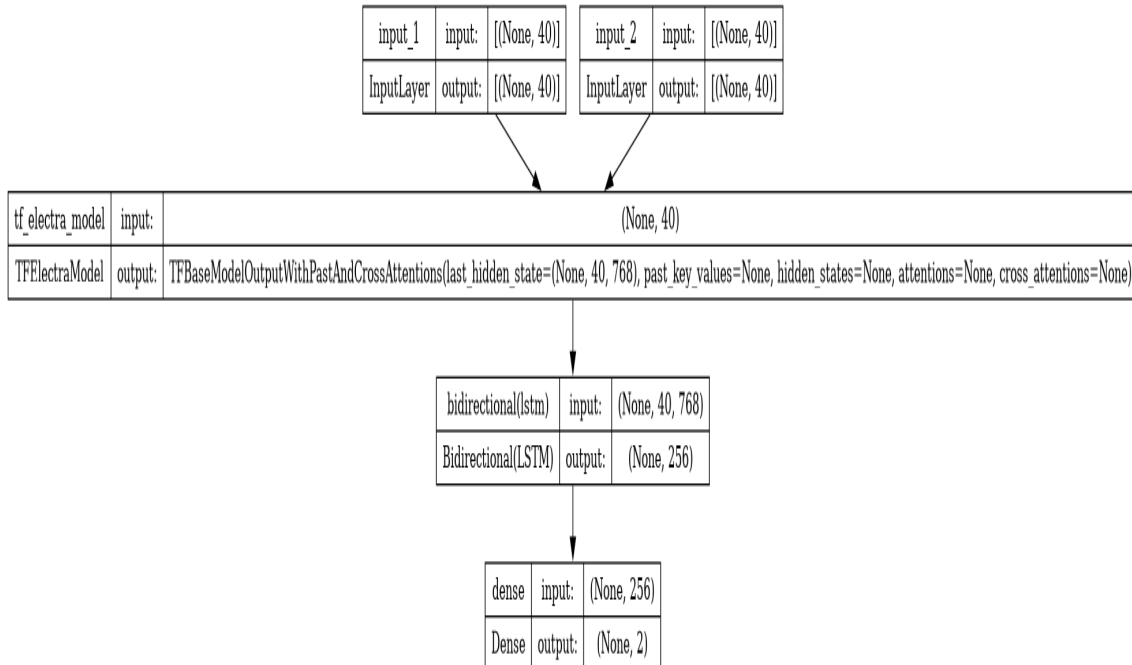 input_1 input: [(None, 40)]
InputLayer output: [(None, 40)]
input_2 input: [(None, 40)]
InputLayer output: [(None, 40)]
tf_electra_model input: (None, 40)
TFElectraModel output: TFBaseModelOutputWithPastAndCrossAttentions(last_hidden_state=(None, 40, 768), past_key_values=None, hidden_states=None, attentions=None, cross_attentions=None)
bidirectional(lstm) input: (None, 40, 768)
Bidirectional(LSTM) output: (None, 256)
dense input: (None, 256)
Dense output: (None, 2)